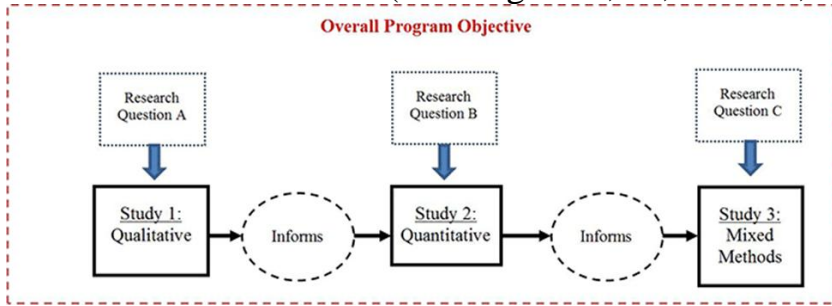 Overall Program Objective
Research
Question A
Research
Question B
Research
Question C
Study 1:
Qualitative
Informs
Study 2:
Quantitative
Informs
Study 3:
Mixed
Methods